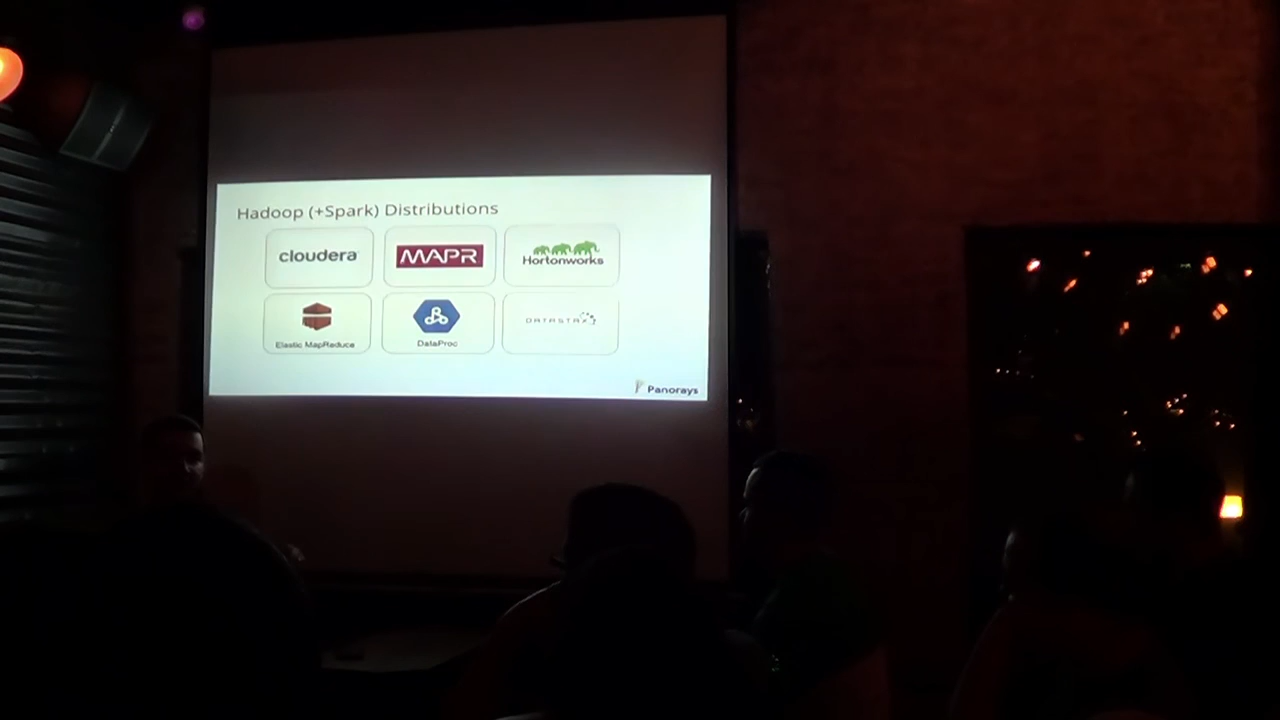 Hadoop (+Spark) Distributions
cloudera
MAPR
Hortonworks
Elastic MapReduce
DataProc
DATASTAX
Panorays